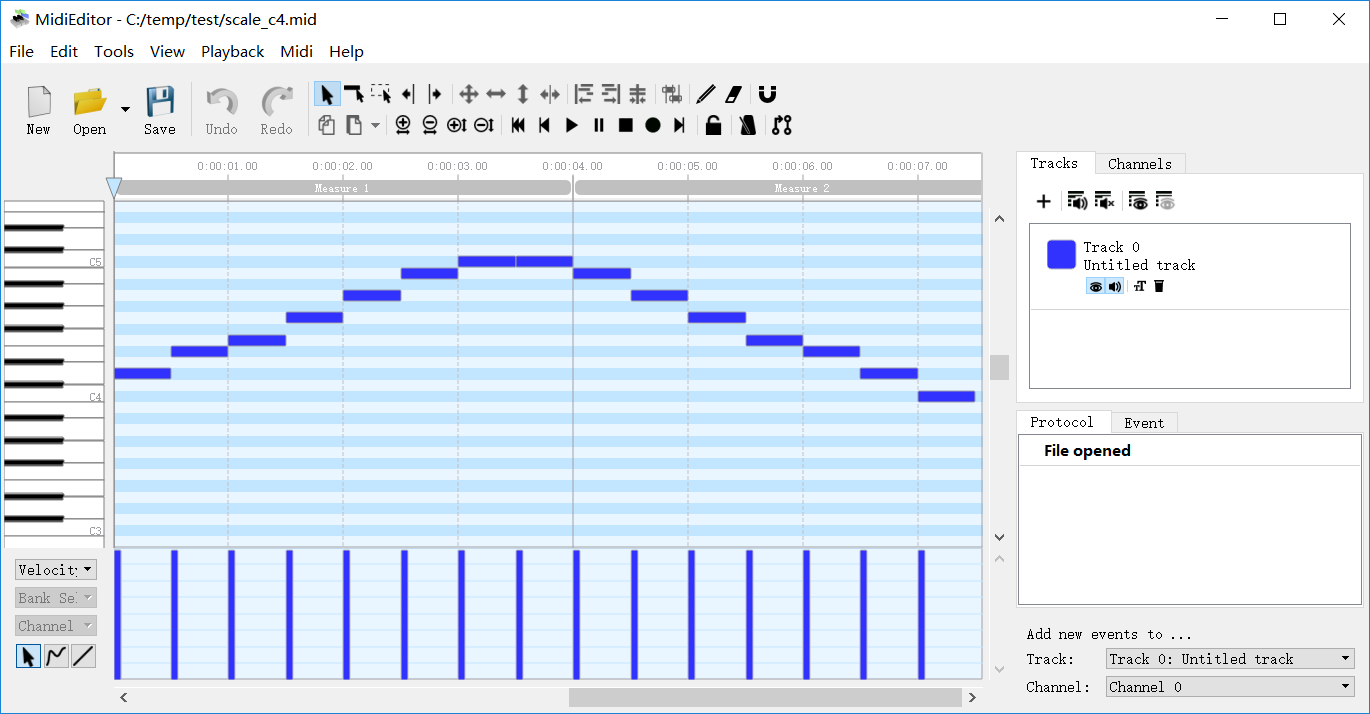 MidiEditor - C:/temp/test/scale_c4.mid
File Edit Tools View Playback Midi Help
New Open Save Undo Redo
0:00:01.00 0:00:02.00 0:00:03.00 0:00:04.00 0:00:05.00 0:00:06.00 0:00:07.00
Measure 1 Measure 2
C5
C4
C3
Velocity
Bank Se
Channel
Tracks Channels
Track 0
Untitled track
Protocol Event
File opened
Add new events to ...
Track: Track 0: Untitled track
Channel: Channel 0